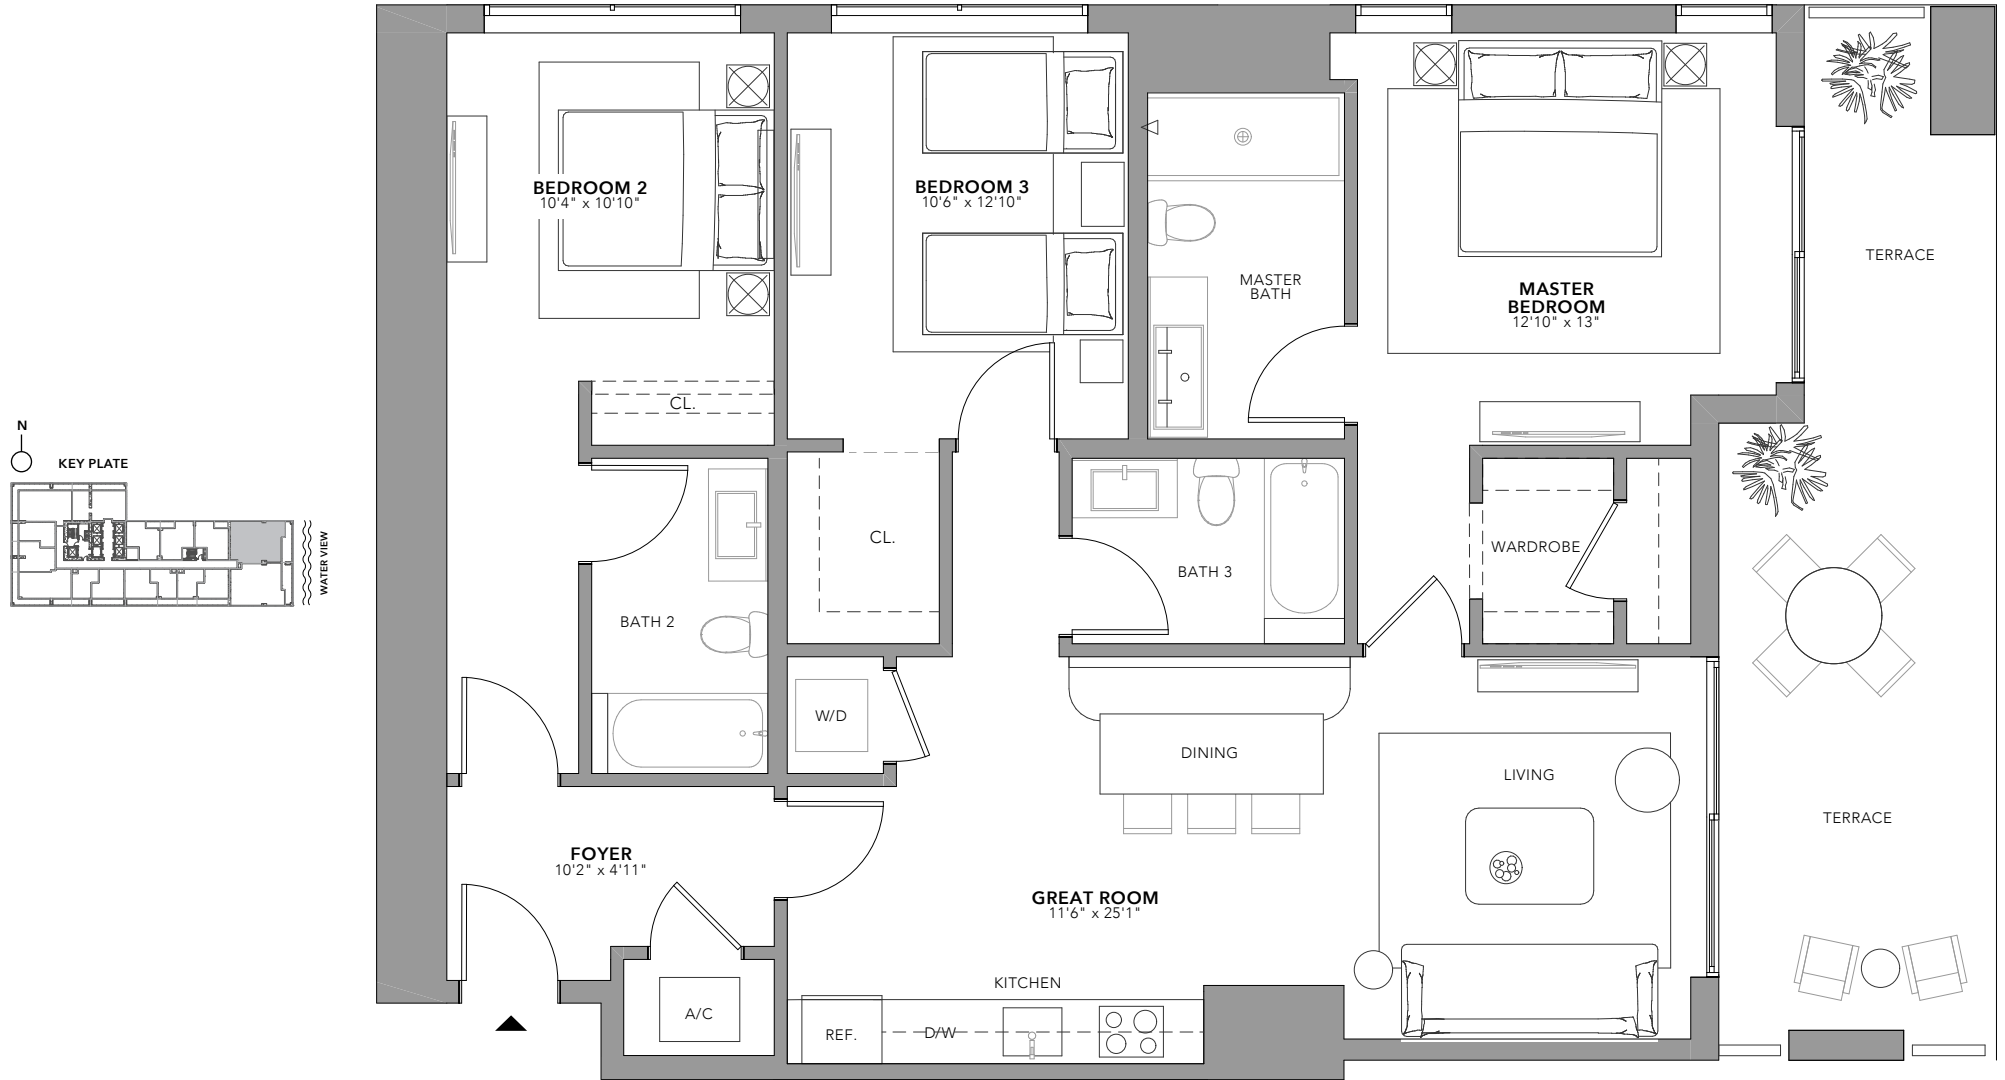 BEDROOM 2
10'4" x 10'10"
BEDROOM 3
10'6" x 12'10"
MASTER
BATH
MASTER
BEDROOM
12'10" x 13"
TERRACE
CL.
N
KEY PLATE
WATER VIEW
CL.
BATH 2
BATH 3
WARDROBE
W/D
DINING
LIVING
TERRACE
FOYER
10'2" x 4'11"
GREAT ROOM
11'6" x 25'1"
KITCHEN
A/C
REF.
D/W